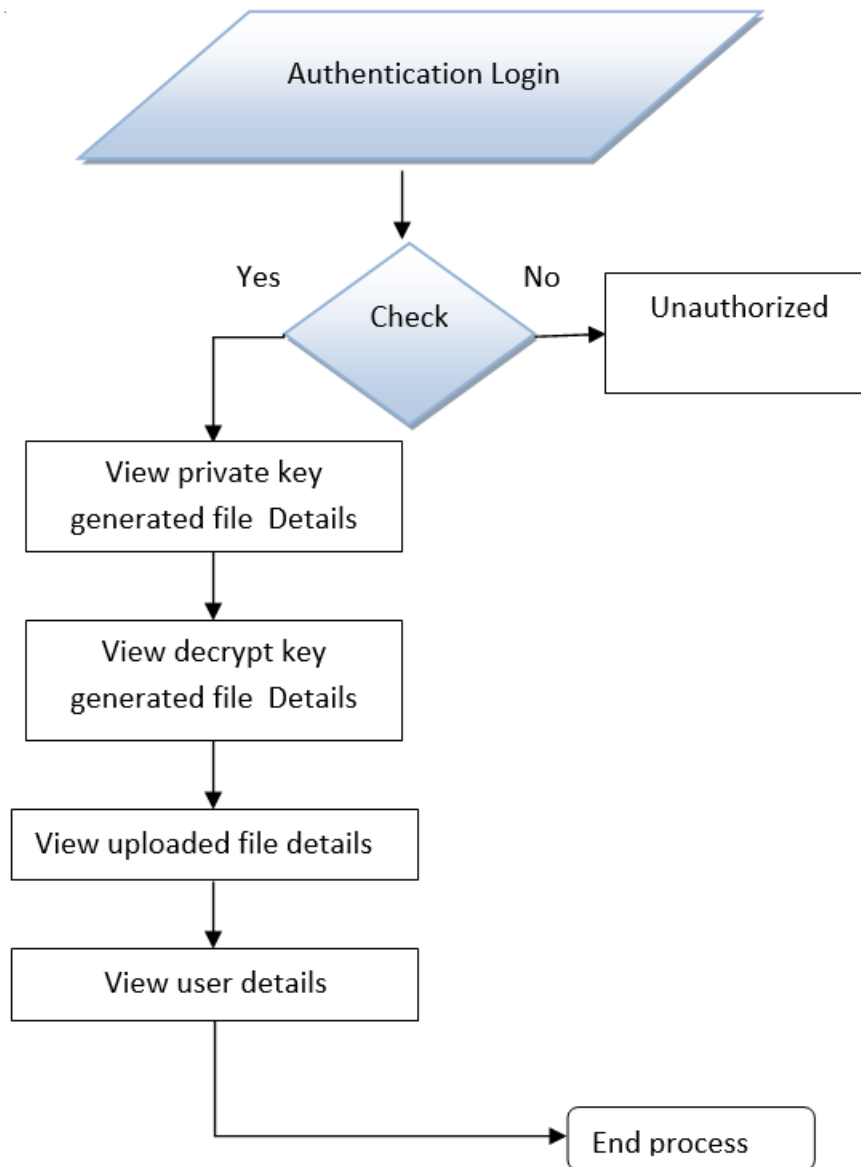 Authentication Login
Yes
No
Check
Unauthorized
View private key
generated file  Details
View decrypt key
generated file  Details
View uploaded file details
View user details
End process